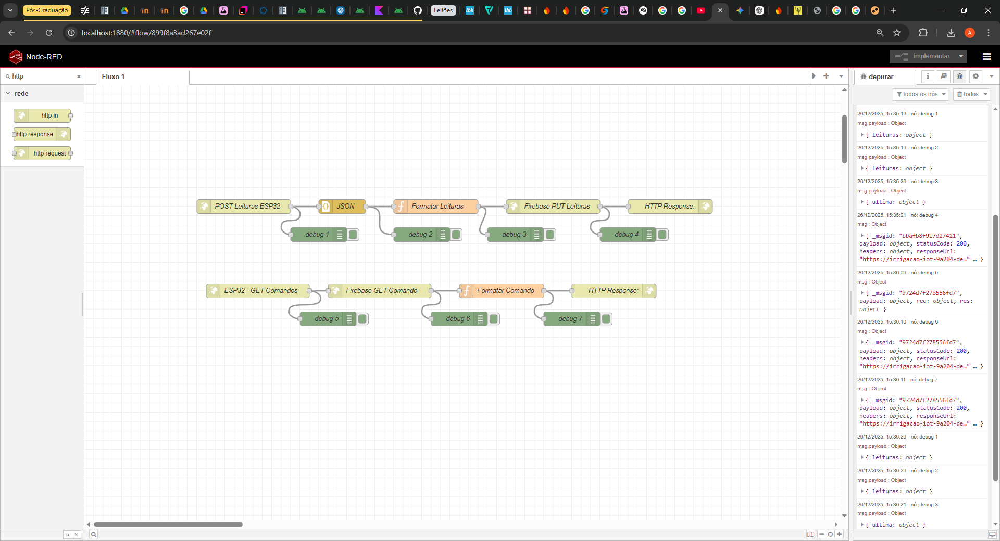 Pós-Graduação
Leilões
localhost:1880/#flow/899f8a3ad267e02f
A
Node-RED
implementar
http
rede
http in
http response
http request
Fluxo 1
POST Leituras ESP32
JSON
Formatar Leituras
Firebase PUT Leituras
HTTP Response:
debug 1
debug 2
debug 3
debug 4
ESP32 - GET Comandos
Firebase GET Comando
Formatar Comando
HTTP Response:
debug 5
debug 6
debug 7
depurar
todos os nós
todos
26/12/2025, 15:35:19 nó: debug 1
msg.payload : Object
{ leituras: object }
26/12/2025, 15:35:19 nó: debug 2
msg.payload : Object
{ leituras: object }
26/12/2025, 15:35:20 nó: debug 3
msg.payload : Object
{ ultima: object }
26/12/2025, 15:35:21 nó: debug 4
msg : Object
{ _msgid: "bbafb8f917d27421",
payload: object, statusCode: 200,
headers: object, responseUrl:
"https://irrigacao-iot-9a204-de…" … }
26/12/2025, 15:36:09 nó: debug 5
msg : Object
{ _msgid: "9724d7f278556fd7",
payload: object, req: object, res:
object }
26/12/2025, 15:36:10 nó: debug 6
msg : Object
{ _msgid: "9724d7f278556fd7",
payload: object, statusCode: 200,
headers: object, responseUrl:
"https://irrigacao-iot-9a204-de…" … }
26/12/2025, 15:36:11 nó: debug 7
msg : Object
{ _msgid: "9724d7f278556fd7",
payload: object, statusCode: 200,
headers: object, responseUrl:
"https://irrigacao-iot-9a204-de…" … }
26/12/2025, 15:36:20 nó: debug 1
msg.payload : Object
{ leituras: object }
26/12/2025, 15:36:20 nó: debug 2
msg.payload : Object
{ leituras: object }
26/12/2025, 15:36:21 nó: debug 3
msg.payload : Object
{ ultima: object }